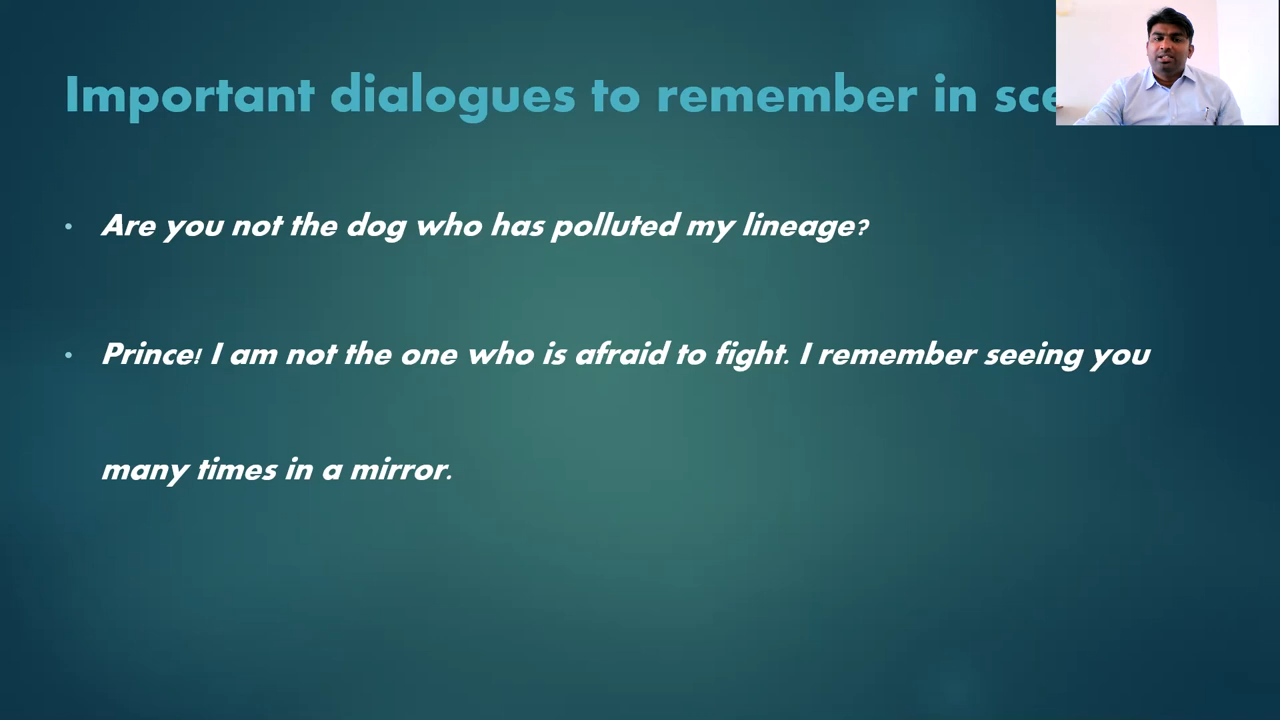 Important dialogues to remember in
Are you not the dog who has polluted my lineage?
Prince! I am not the one who is afraid to fight. I remember seeing you
many times in a mirror.